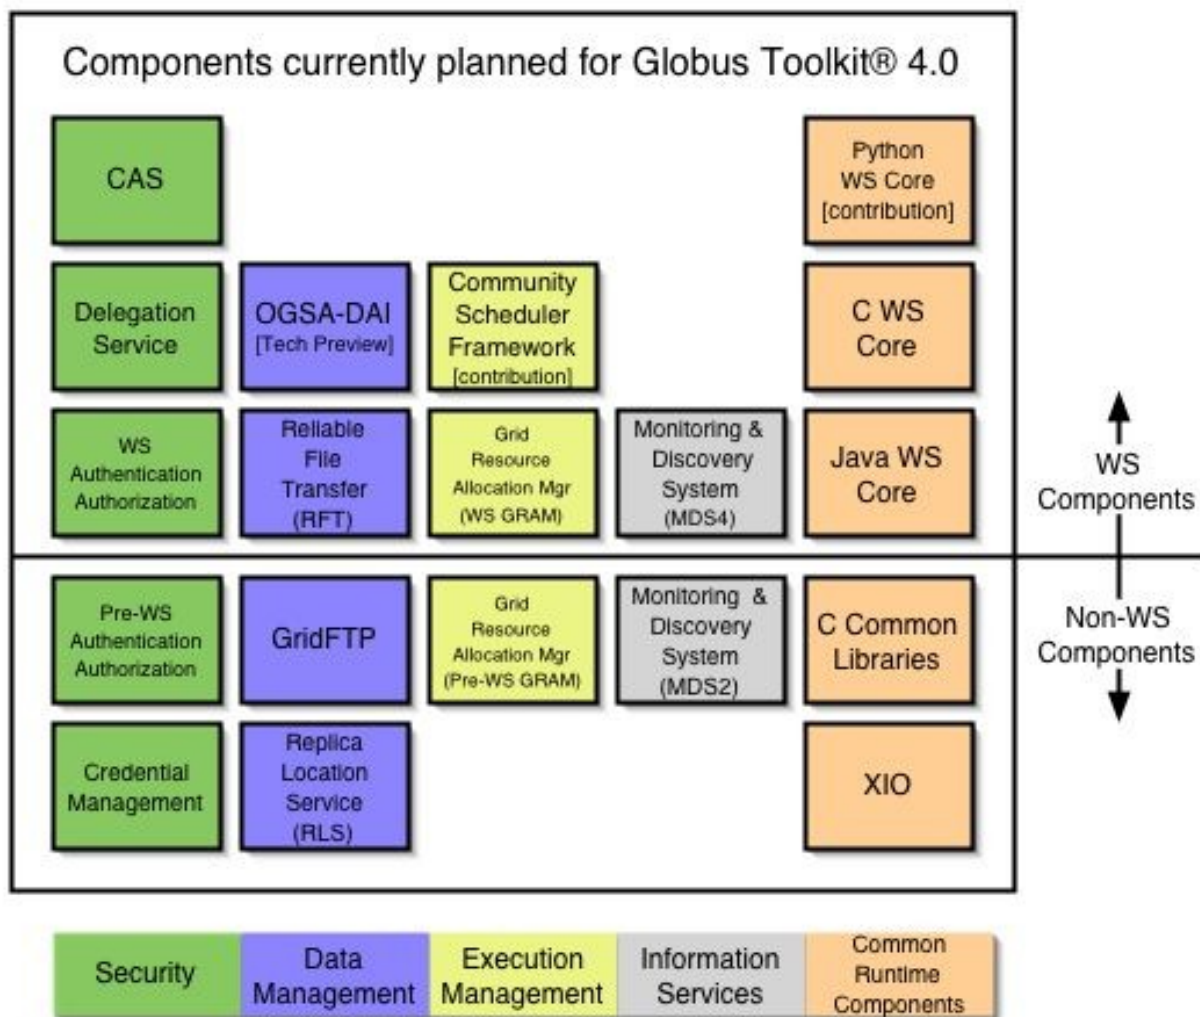 Components currently planned for Globus Toolkit® 4.0
CAS
Python
WS Core
[contribution]
Delegation
Service
OGSA-DAI
[Tech Preview]
Community
Scheduler
Framework
[contribution]
C WS
Core
WS
Authentication
Authorization
Reliable
File
Transfer
(RFT)
Grid
Resource
Allocation Mgr
(WS GRAM)
Monitoring &
Discovery
System
(MDS4)
Java WS
Core
WS
Components
Pre-WS
Authentication
Authorization
GridFTP
Grid
Resource
Allocation Mgr
(Pre-WS GRAM)
Monitoring &
Discovery
System
(MDS2)
C Common
Libraries
Non-WS
Components
Credential
Management
Replica
Location
Service
(RLS)
XIO
Security
Data
Management
Execution
Management
Information
Services
Common
Runtime
Components